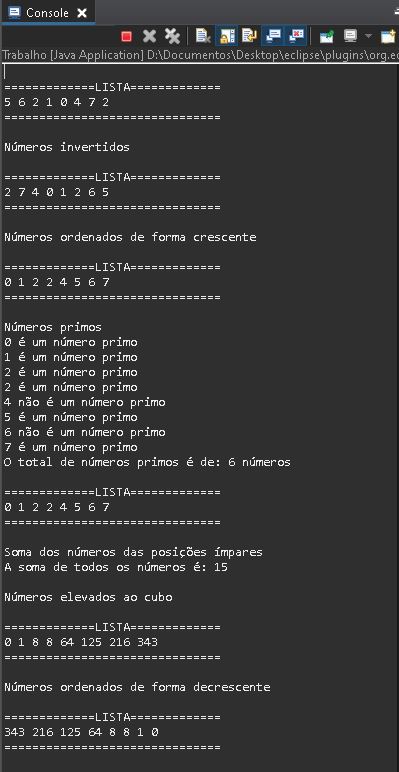 Console
Trabalho [Java Application] D:\Documentos\Desktop\eclipse\plugins\org.ec
=============LISTA=============
5 6 2 1 0 4 7 2
===============================
Números invertidos
=============LISTA=============
2 7 4 0 1 2 6 5
===============================
Números ordenados de forma crescente
=============LISTA=============
0 1 2 2 4 5 6 7
===============================
Números primos
0 é um número primo
1 é um número primo
2 é um número primo
2 é um número primo
4 não é um número primo
5 é um número primo
6 não é um número primo
7 é um número primo
O total de números primos é de: 6 números
=============LISTA=============
0 1 2 2 4 5 6 7
===============================
Soma dos números das posições ímpares
A soma de todos os números é: 15
Números elevados ao cubo
=============LISTA=============
0 1 8 8 64 125 216 343
===============================
Números ordenados de forma decrescente
=============LISTA=============
343 216 125 64 8 8 1 0
===============================